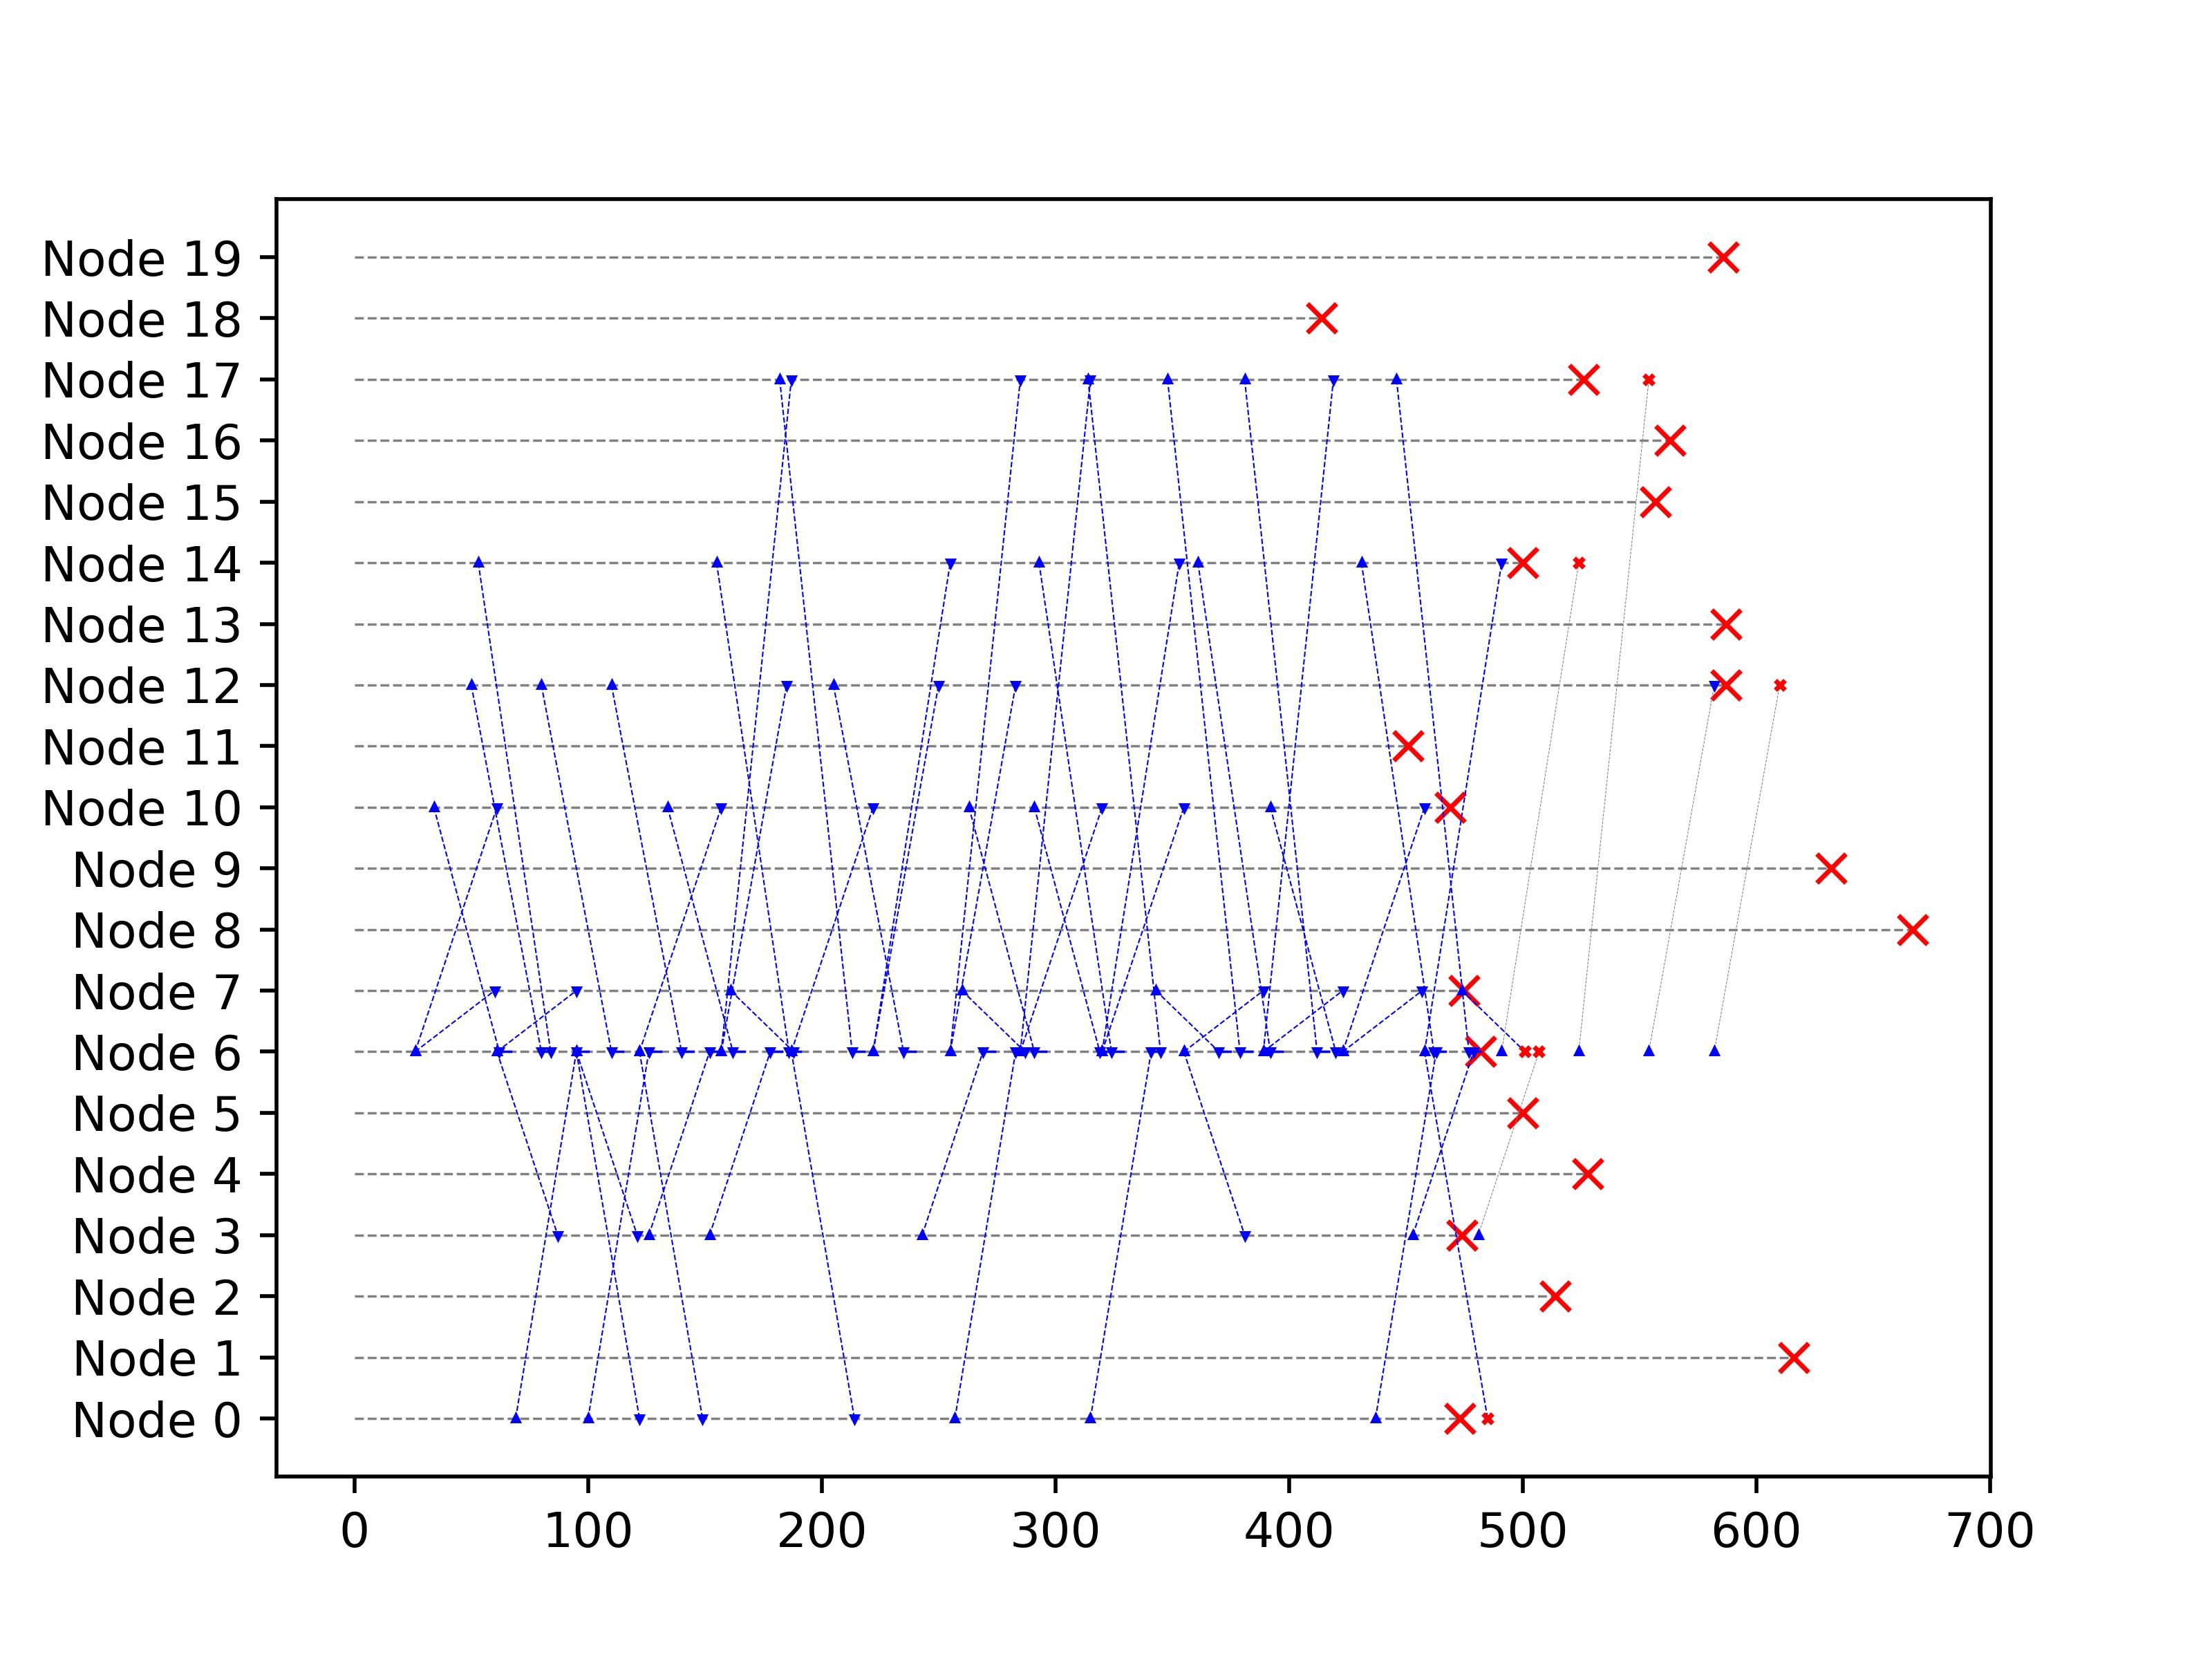 Node 19
Node 18
Node 17
Node 16
Node 15
Node 14
Node 13
Node 12
Node 11
Node 10
Node 9
Node 8
Node 7
Node 6
Node 5
Node 4
Node 3
Node 2
Node 1
Node 0
0 100 200 300 400 500 600 700